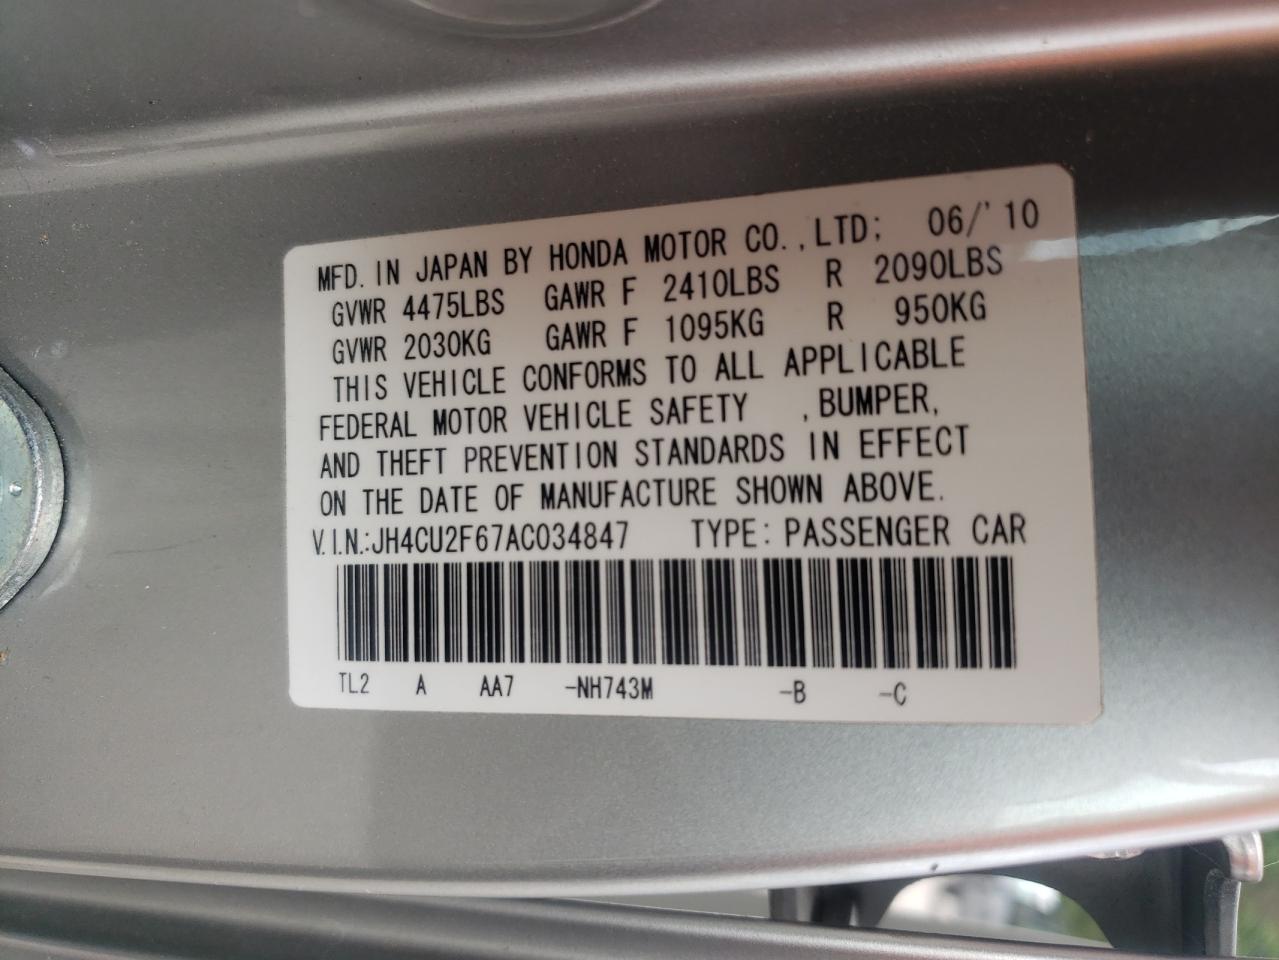 MFD. IN JAPAN BY HONDA MOTOR CO., LTD; 06/'10
GVWR 4475LBS GAWR F 2410LBS R 2090LBS
GVWR 2030KG GAWR F 1095KG R 950KG
THIS VEHICLE CONFORMS TO ALL APPLICABLE
FEDERAL MOTOR VEHICLE SAFETY , BUMPER,
AND THEFT PREVENTION STANDARDS IN EFFECT
ON THE DATE OF MANUFACTURE SHOWN ABOVE.
V.I.N.:JH4CU2F67AC034847 TYPE: PASSENGER CAR
TL2 A AA7 -NH743M -B -C